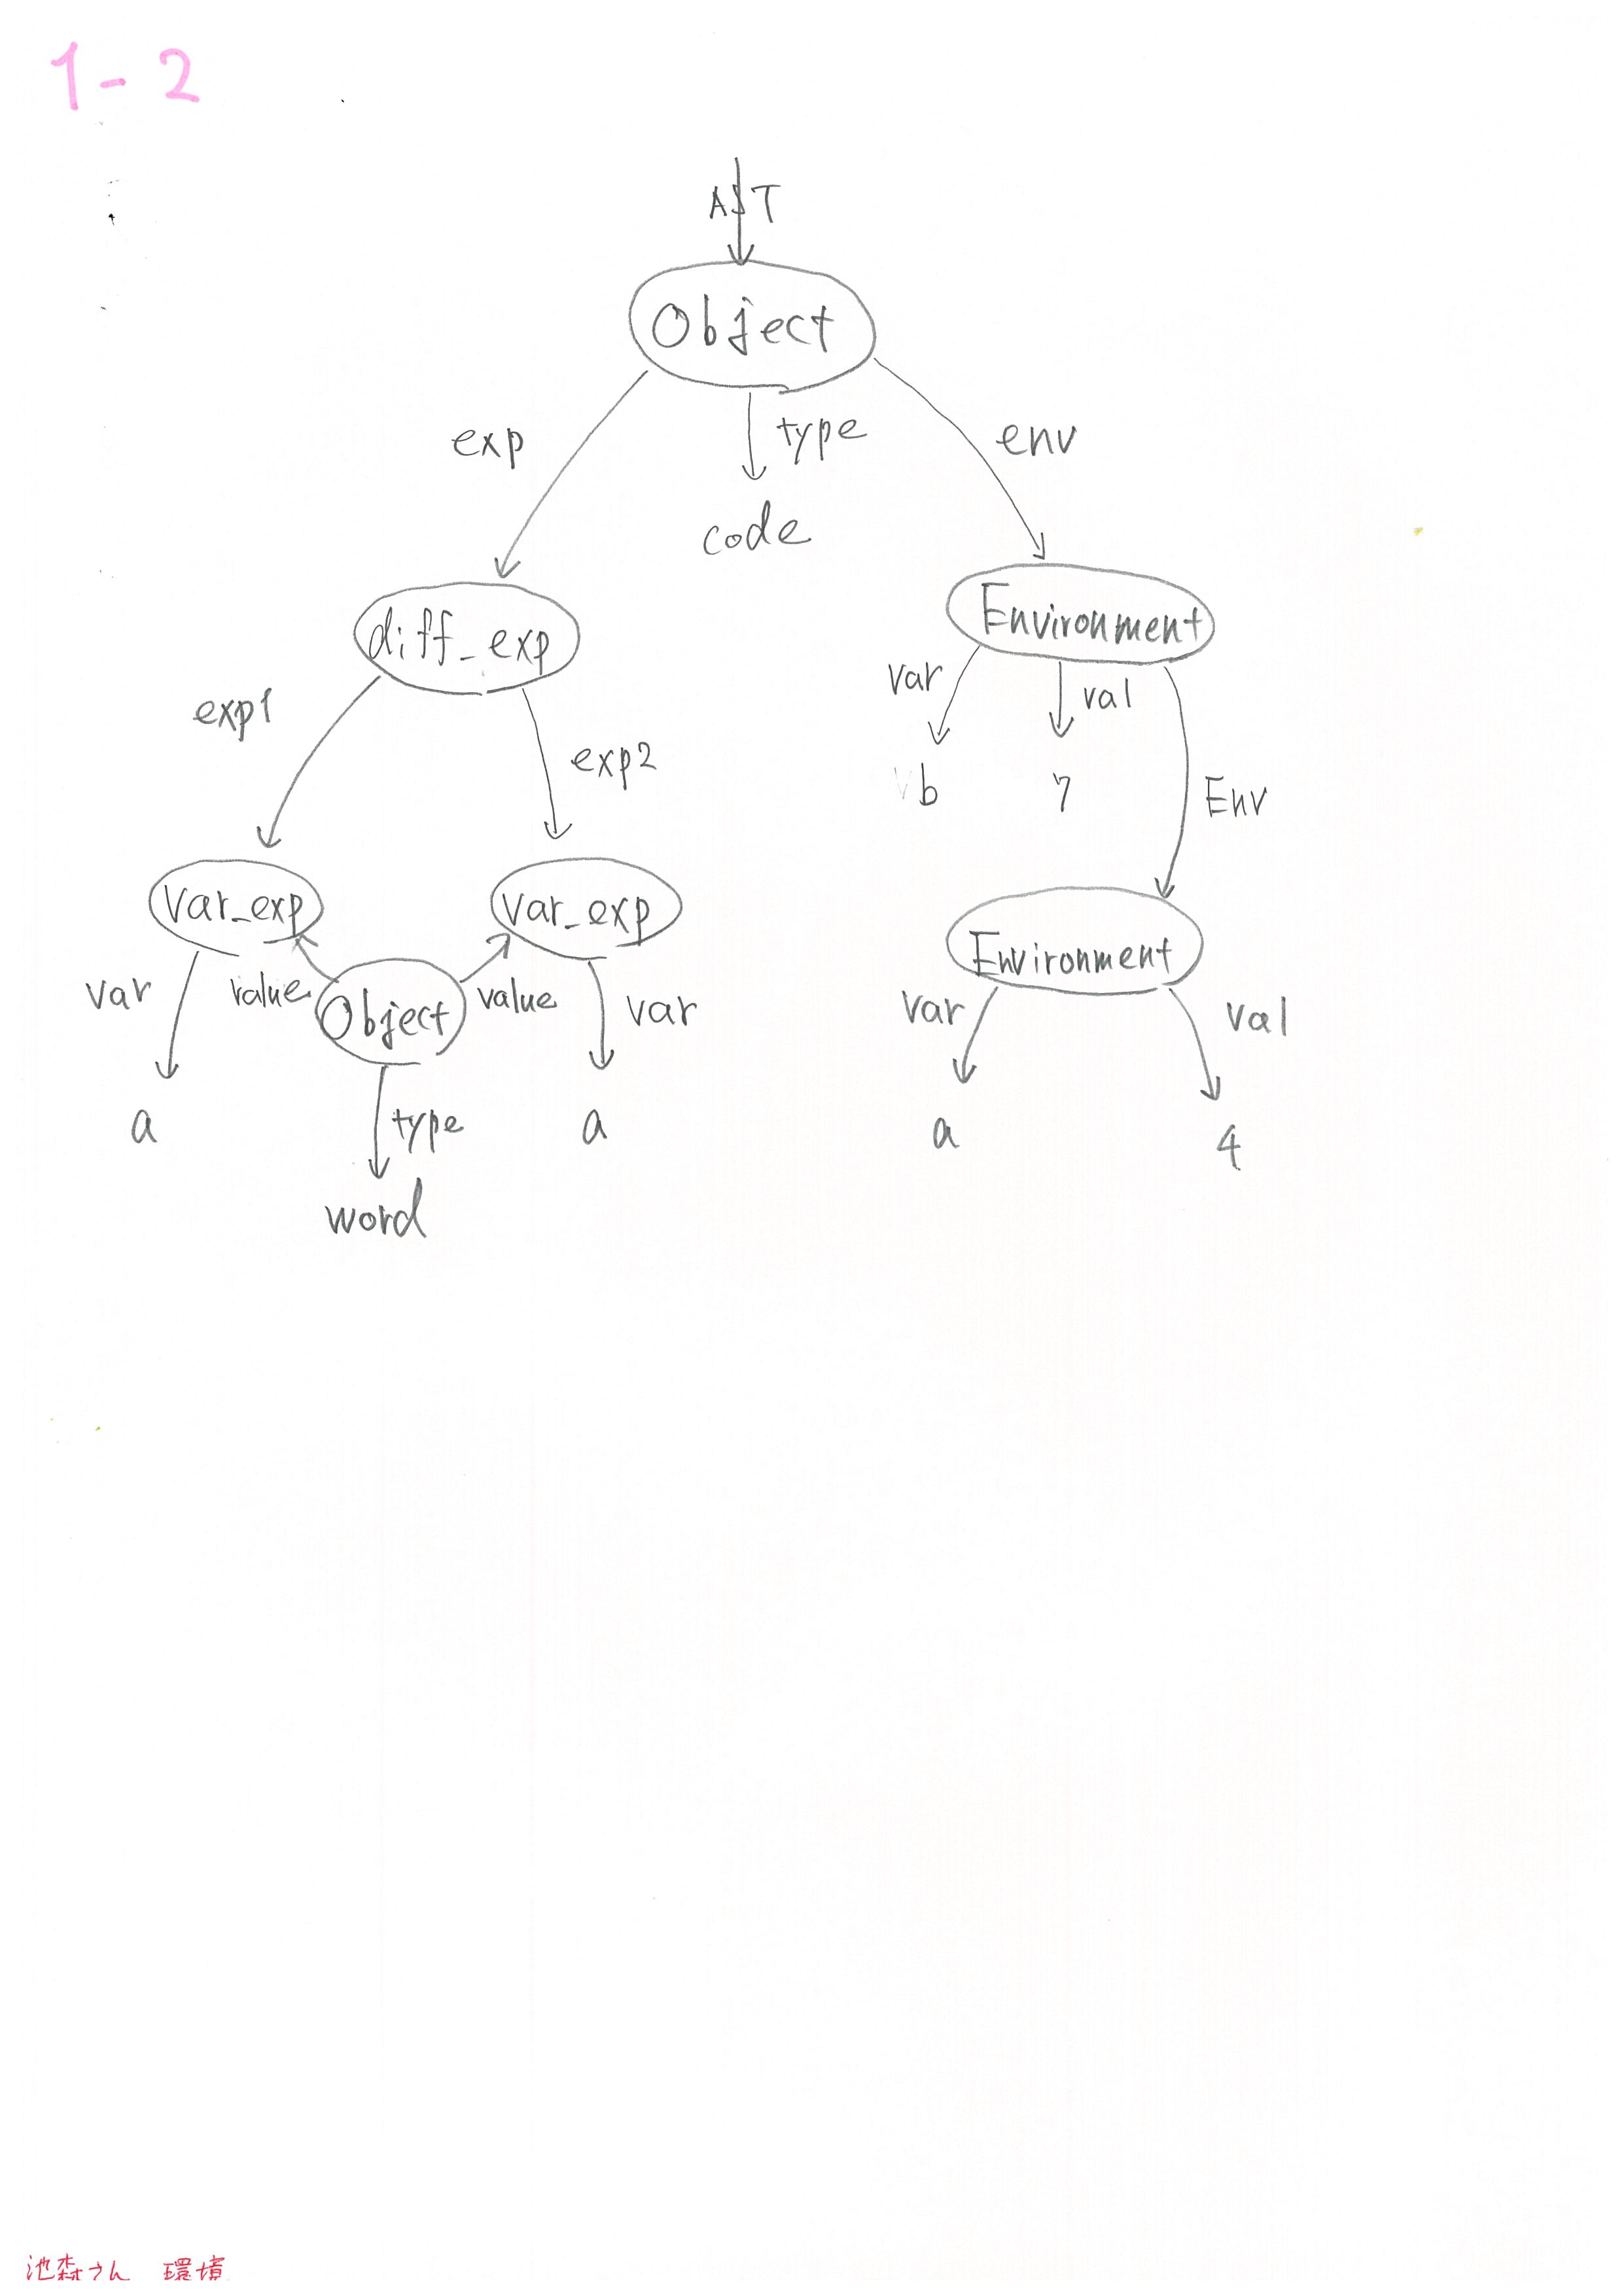 1-2
AST
Object
exp type env
code
diff_exp Environment
exp1 exp2 var val Env
b 7
var_exp var_exp Environment
var value Object value var var val
a type a a 4
word
池森さん 環境